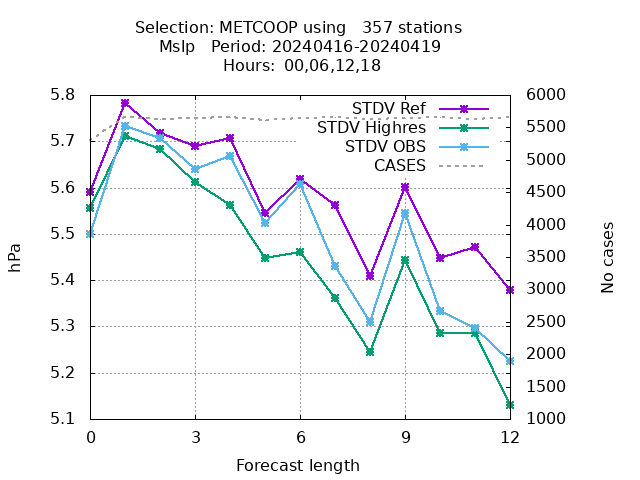 Selection: METCOOP using   357 stations
Mslp   Period: 20240416-20240419
Hours: 00,06,12,18
5.8
5.7
5.6
5.5
5.4
5.3
5.2
5.1
hPa
STDV Ref
STDV Highres
STDV OBS
CASES
6000
5500
5000
4500
4000
3500
3000
2500
2000
1500
1000
No cases
0 3 6 9 12
Forecast length